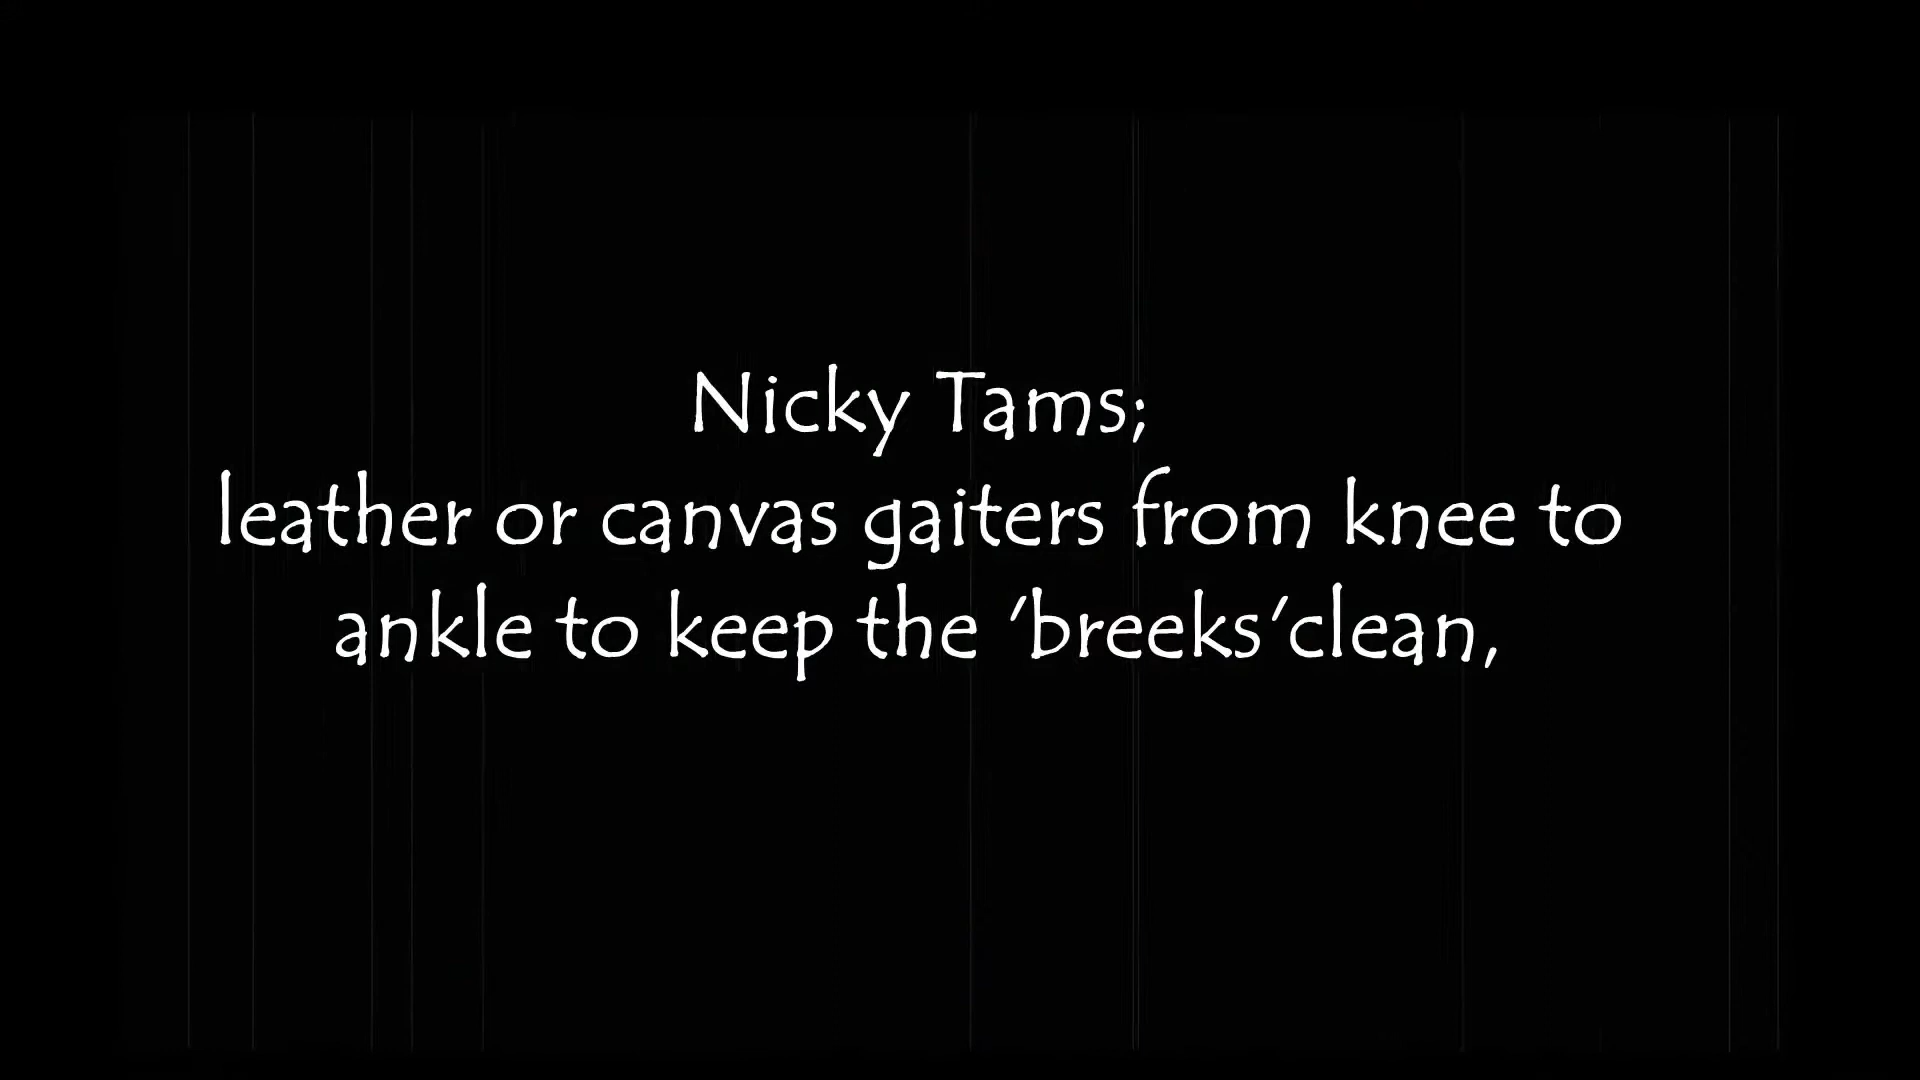 Nicky Tams;
leather or canvas gaiters from knee to
ankle to keep the 'breeks'clean,